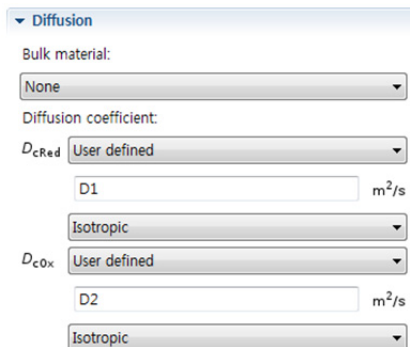 Diffusion
Bulk material:
None
Diffusion coefficient:
DcRed User defined
D1 m²/s
Isotropic
DcOx User defined
D2 m²/s
Isotropic